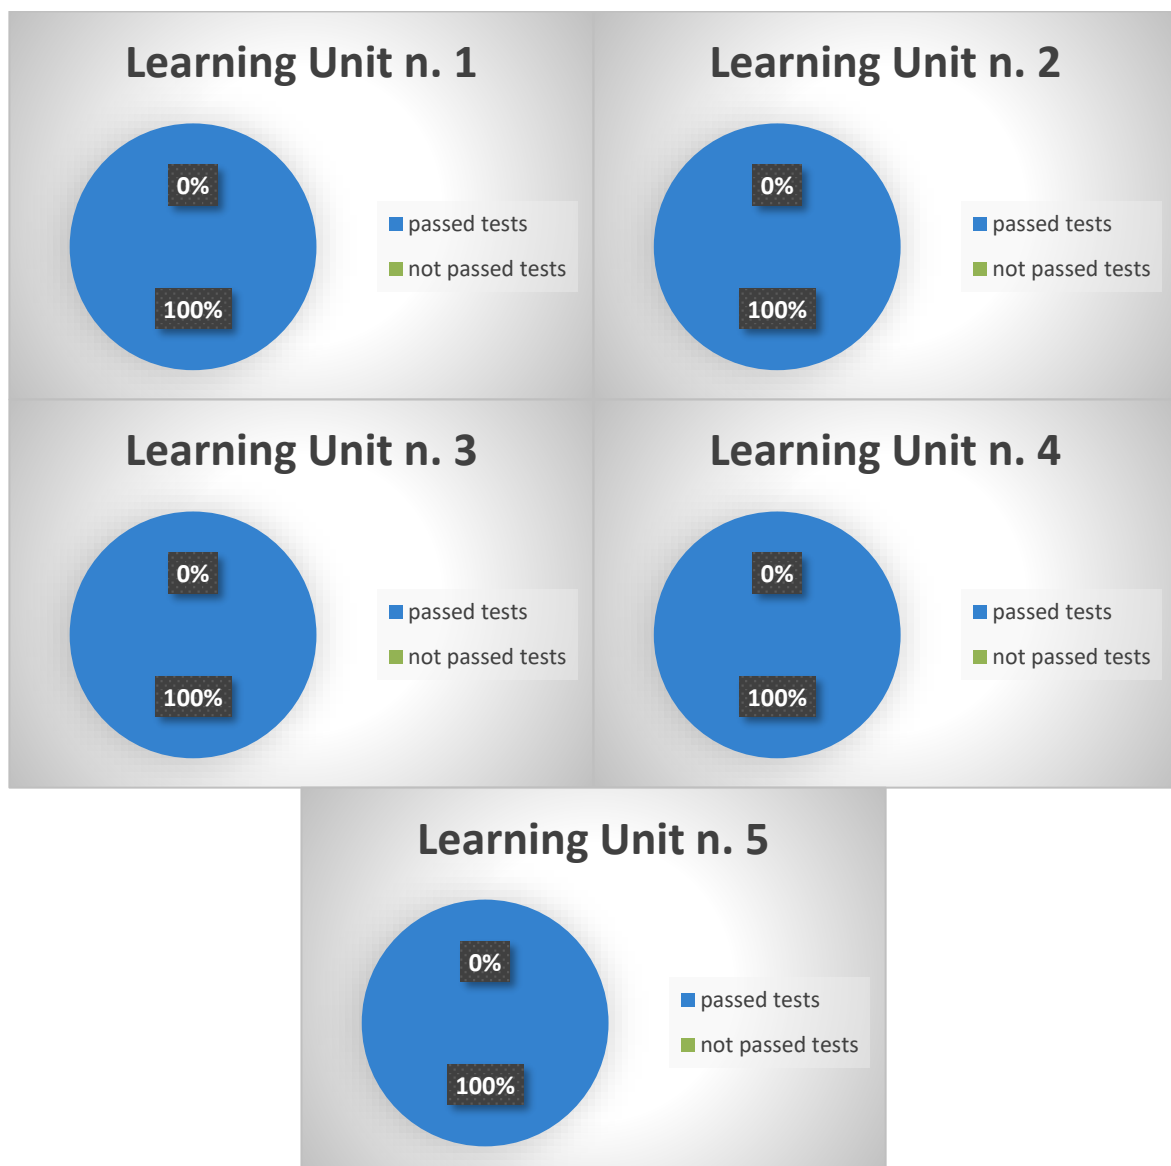 Learning Unit n. 1
0%
100%
passed tests
not passed tests
Learning Unit n. 2
0%
100%
passed tests
not passed tests
Learning Unit n. 3
0%
100%
passed tests
not passed tests
Learning Unit n. 4
0%
100%
passed tests
not passed tests
Learning Unit n. 5
0%
100%
passed tests
not passed tests